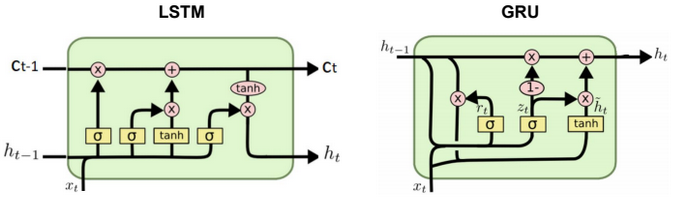 LSTM
Ct-1 x + Ct
tanh
x x
σ σ tanh σ
h_{t-1} h_t
x_t
GRU
h_{t-1} x + h_t
1-
x r_t z_t x h̃_t
σ σ tanh
x_t